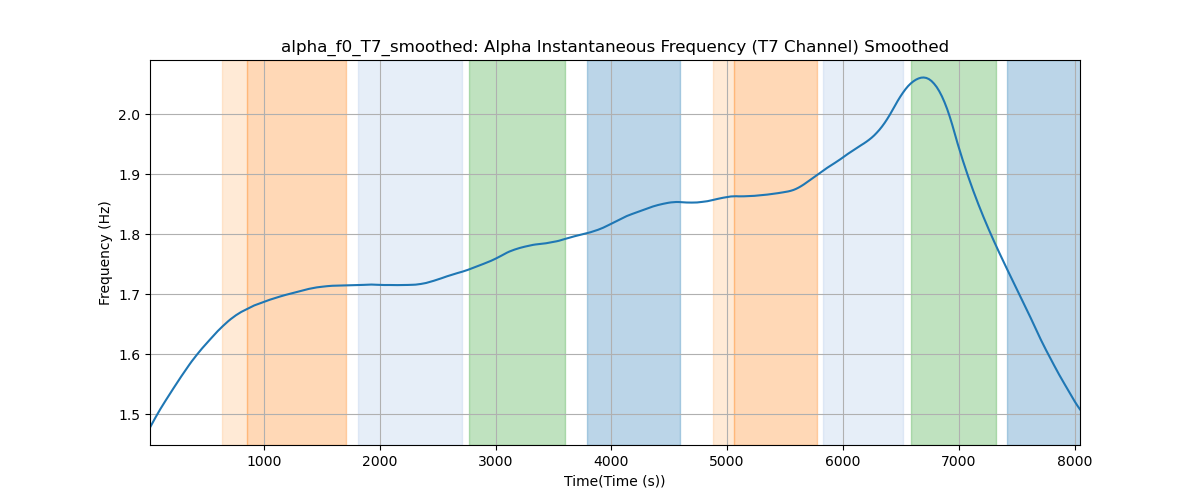 alpha_f0_T7_smoothed: Alpha Instantaneous Frequency (T7 Channel) Smoothed
Frequency (Hz)
2.0
1.9
1.8
1.7
1.6
1.5
1000 2000 3000 4000 5000 6000 7000 8000
Time(Time (s))